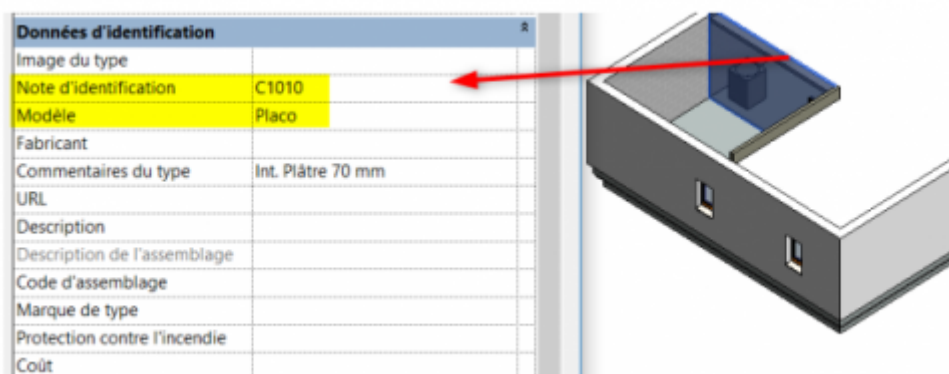 Données d'identification
Image du type
Note d'identification C1010
Modèle Placo
Fabricant
Commentaires du type Int. Plâtre 70 mm
URL
Description
Description de l'assemblage
Code d'assemblage
Marque de type
Protection contre l'incendie
Coût